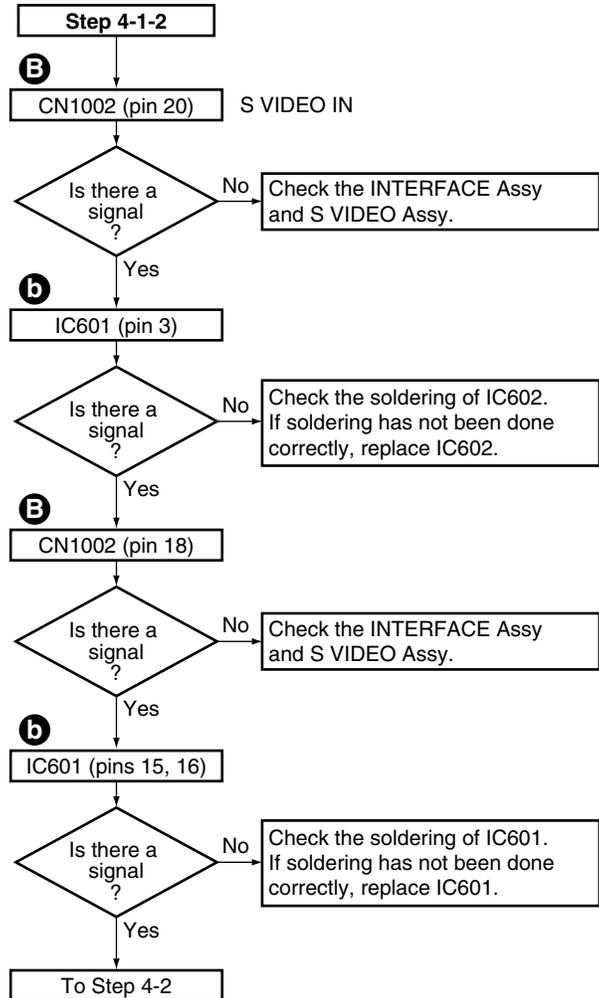 Step 4-1-2
B
CN1002 (pin 20) S VIDEO IN
Is there a
signal
?
No
Check the INTERFACE Assy
and S VIDEO Assy.
Yes
b
IC601 (pin 3)
Is there a
signal
?
No
Check the soldering of IC602.
If soldering has not been done
correctly, replace IC602.
Yes
B
CN1002 (pin 18)
Is there a
signal
?
No
Check the INTERFACE Assy
and S VIDEO Assy.
Yes
b
IC601 (pins 15, 16)
Is there a
signal
?
No
Check the soldering of IC601.
If soldering has not been done
correctly, replace IC601.
Yes
To Step 4-2